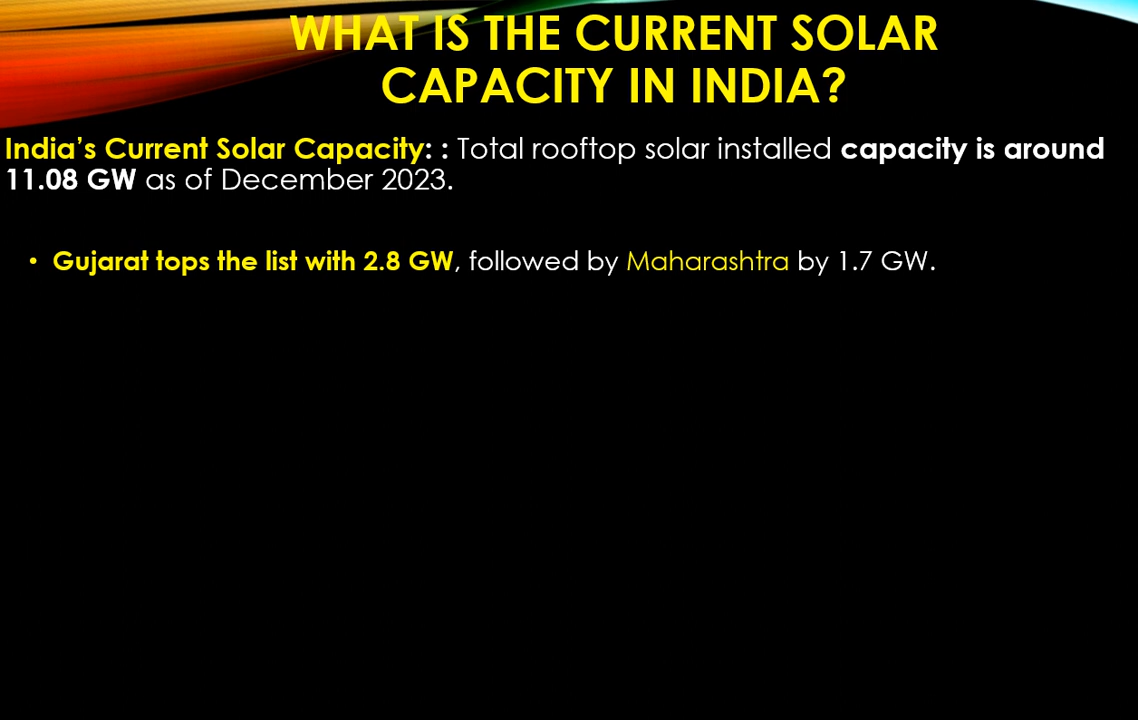 WHAT IS THE CURRENT SOLAR
CAPACITY IN INDIA?
India’s Current Solar Capacity: : Total rooftop solar installed capacity is around
11.08 GW as of December 2023.
• Gujarat tops the list with 2.8 GW, followed by Maharashtra by 1.7 GW.